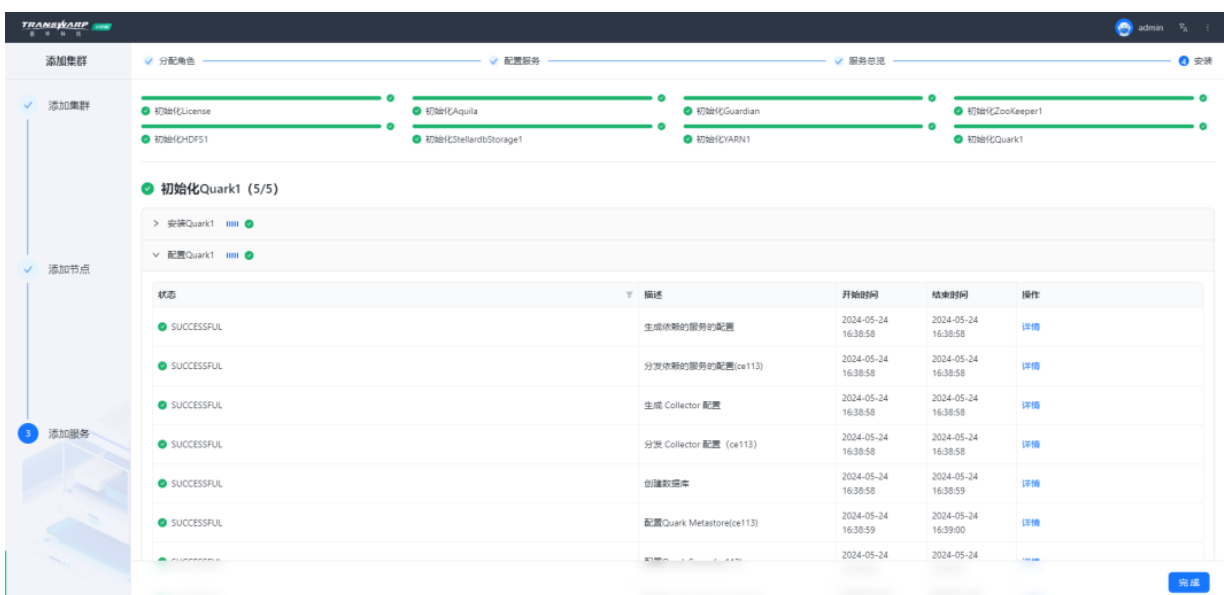 TRANSWARP
星环科技
admin
添加集群
分配角色
配置服务
服务总览
4 安装
添加集群
初始化License
初始化Aquila
初始化Guardian
初始化ZooKeeper1
初始化HDFS1
初始化StellardbStorage1
初始化YARN1
初始化Quark1
初始化Quark1 (5/5)
安装Quark1
配置Quark1
添加节点
状态 描述 开始时间 结束时间 操作
SUCCESSFUL 生成依赖的服务的配置 2024-05-24 16:38:58 2024-05-24 16:38:58 详情
SUCCESSFUL 分发依赖的服务的配置(ce113) 2024-05-24 16:38:58 2024-05-24 16:38:58 详情
SUCCESSFUL 生成 Collector 配置 2024-05-24 16:38:58 2024-05-24 16:38:58 详情
3 添加服务
SUCCESSFUL 分发 Collector 配置（ce113） 2024-05-24 16:38:58 2024-05-24 16:38:58 详情
SUCCESSFUL 创建数据库 2024-05-24 16:38:58 2024-05-24 16:38:59 详情
SUCCESSFUL 配置Quark Metastore(ce113) 2024-05-24 16:38:59 2024-05-24 16:39:00 详情
2024-05-24 2024-05-24
完成